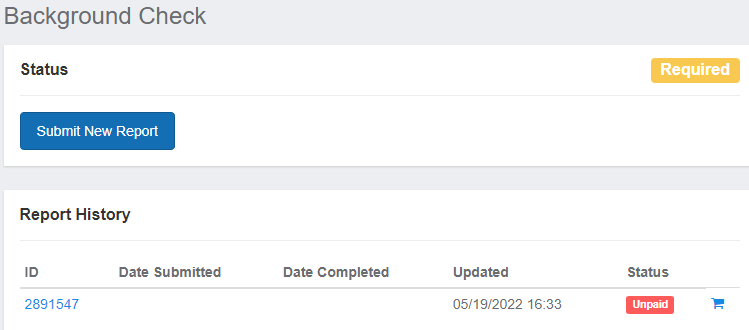 Background Check
Status Required
Submit New Report
Report History
ID Date Submitted Date Completed Updated Status
2891547 05/19/2022 16:33 Unpaid